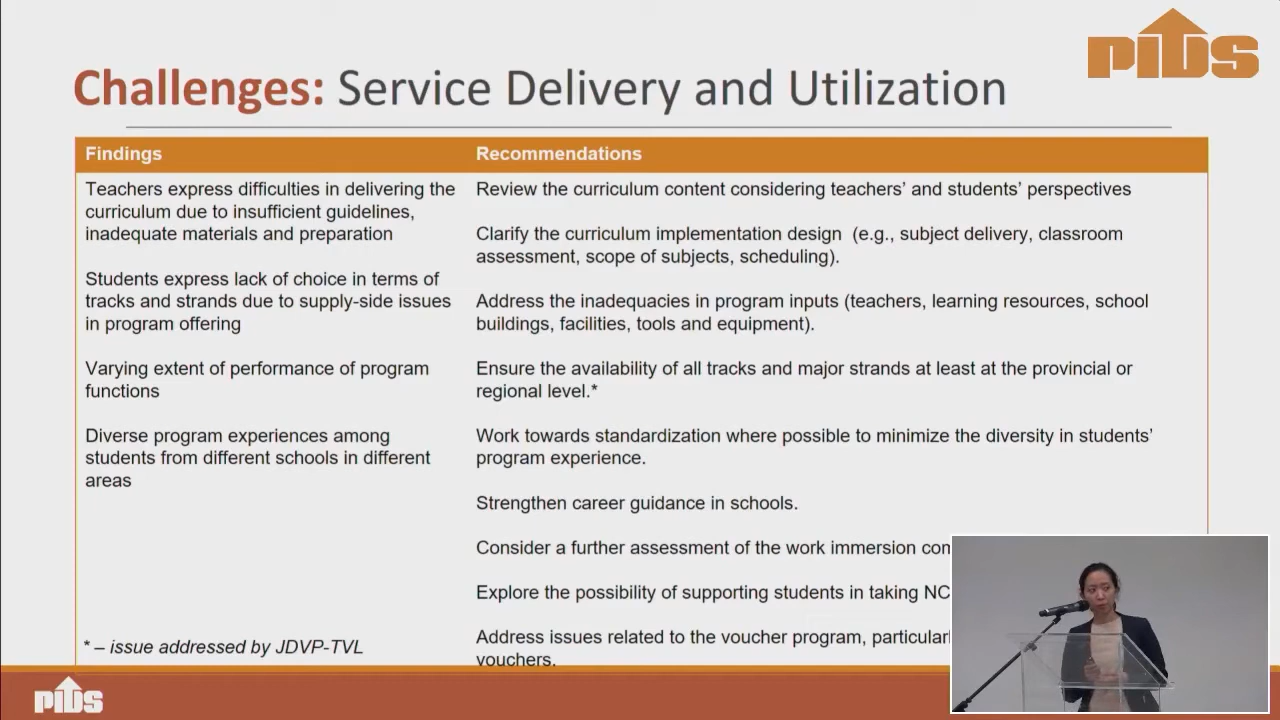 PIDS
Challenges: Service Delivery and Utilization
Findings
Recommendations
Teachers express difficulties in delivering the
curriculum due to insufficient guidelines,
inadequate materials and preparation
Students express lack of choice in terms of
tracks and strands due to supply-side issues
in program offering
Varying extent of performance of program
functions
Diverse program experiences among
students from different schools in different
areas
* – issue addressed by JDVP-TVL
Review the curriculum content considering teachers’ and students’ perspectives
Clarify the curriculum implementation design (e.g., subject delivery, classroom
assessment, scope of subjects, scheduling).
Address the inadequacies in program inputs (teachers, learning resources, school
buildings, facilities, tools and equipment).
Ensure the availability of all tracks and major strands at least at the provincial or
regional level.*
Work towards standardization where possible to minimize the diversity in students’
program experience.
Strengthen career guidance in schools.
Consider a further assessment of the work immersion
Explore the possibility of supporting students in taking NC
Address issues related to the voucher program,
vouchers.
PIDS